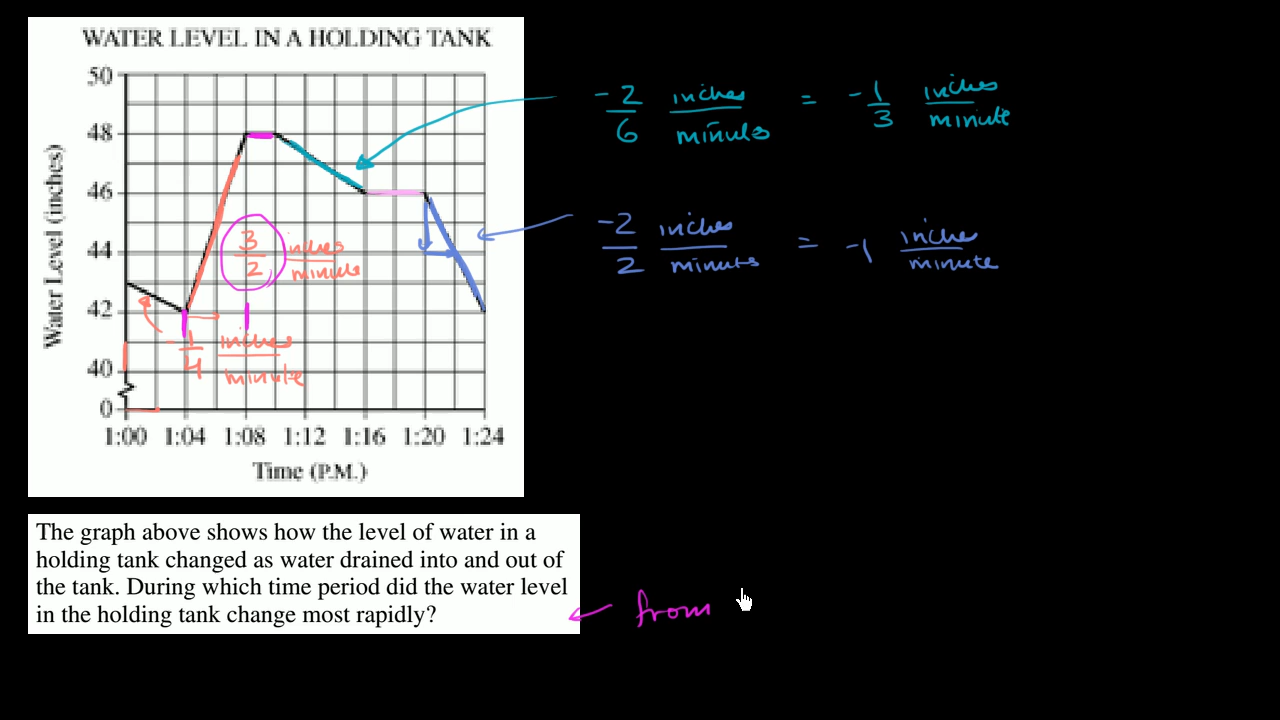 WATER LEVEL IN A HOLDING TANK
50
48
46
44
42
40
0
Water Level (inches)
1:00 1:04 1:08 1:12 1:16 1:20 1:24
Time (P.M.)
3/2 inches/minute
-1/4 inches/minute
-2/6 inches/minutes = -1/3 inches/minute
-2/2 inches/minutes = -1 inches/minute
The graph above shows how the level of water in a
holding tank changed as water drained into and out of
the tank. During which time period did the water level
in the holding tank change most rapidly?
from